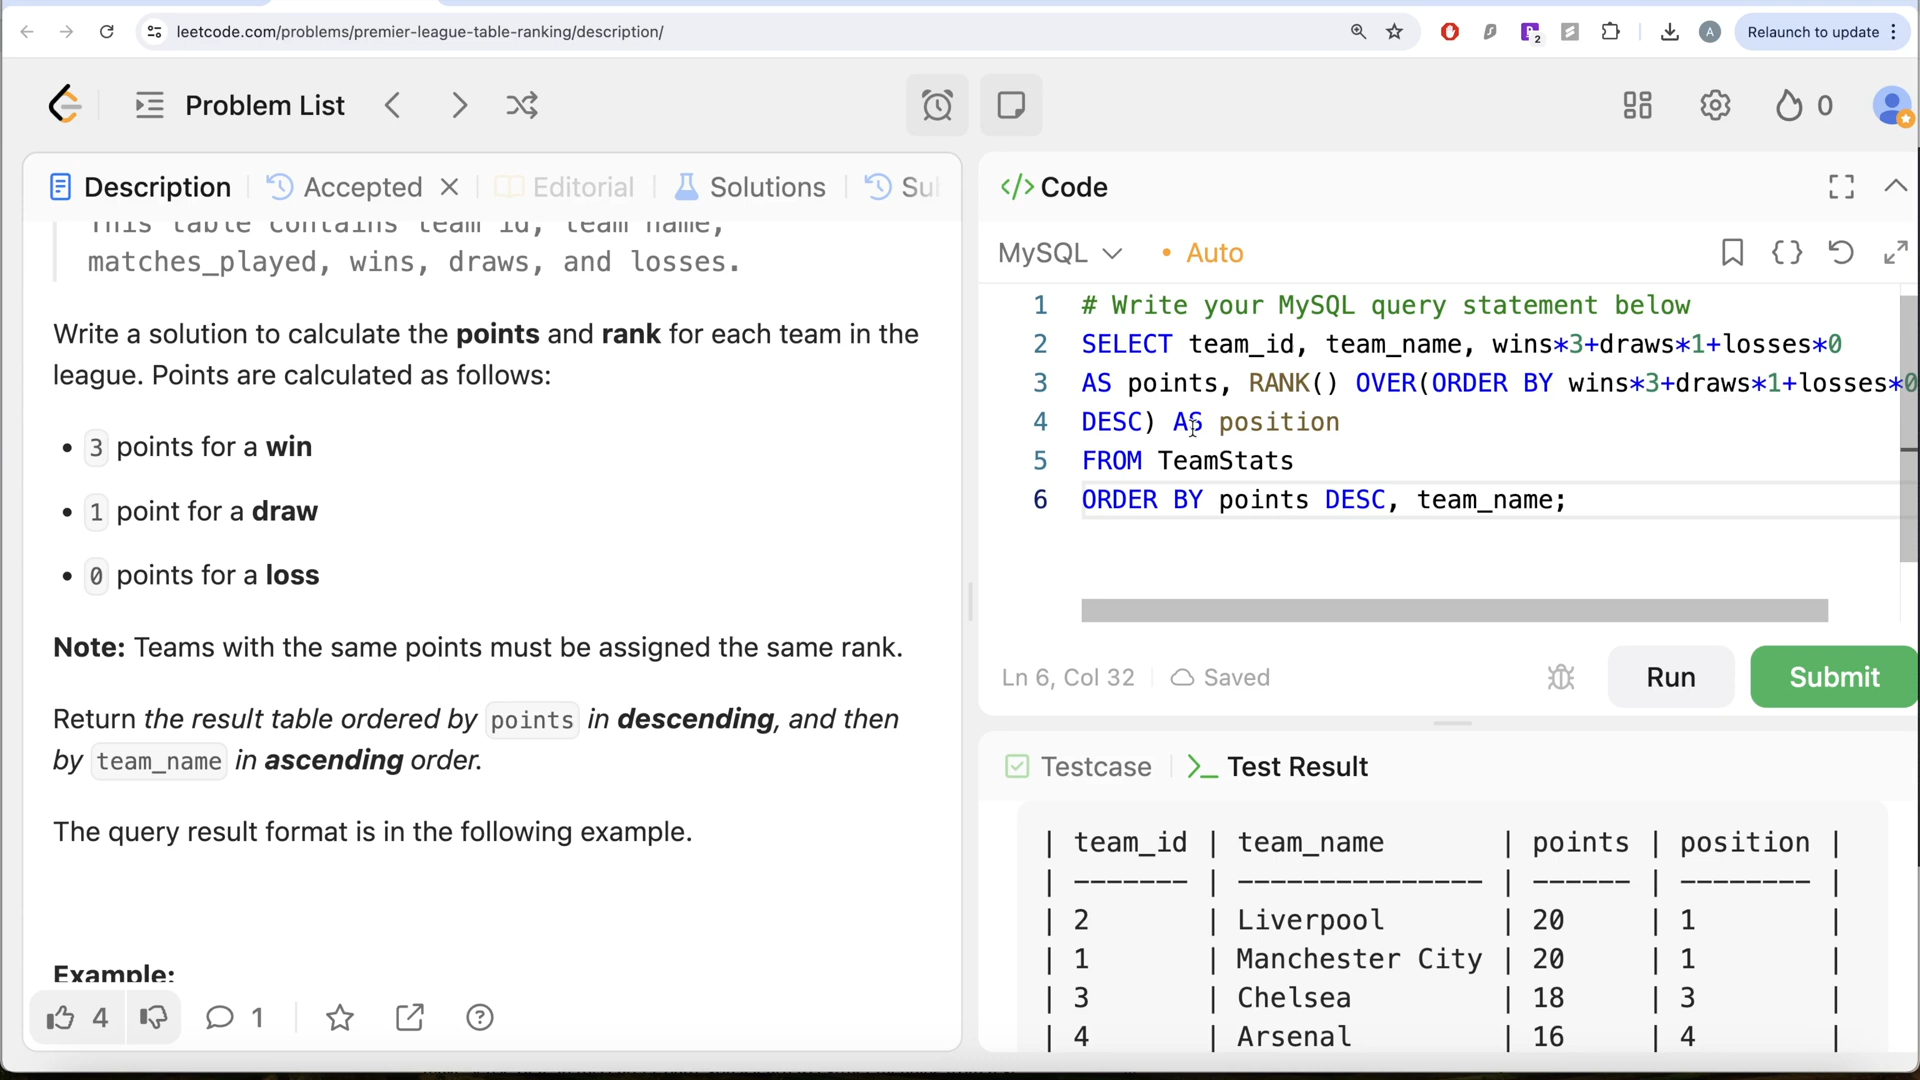 leetcode.com/problems/premier-league-table-ranking/description/
2
A
Relaunch to update
Problem List
0
Description
Accepted
Editorial
Solutions
Su
Code
This table contains team id, team name,
matches_played, wins, draws, and losses.
Write a solution to calculate the points and rank for each team in the
league. Points are calculated as follows:
• 3 points for a win
• 1 point for a draw
• 0 points for a loss
Note: Teams with the same points must be assigned the same rank.
Return the result table ordered by points in descending, and then
by team_name in ascending order.
The query result format is in the following example.
Example:
4
1
MySQL
• Auto
1 # Write your MySQL query statement below
2 SELECT team_id, team_name, wins*3+draws*1+losses*0
3 AS points, RANK() OVER(ORDER BY wins*3+draws*1+losses*0
4 DESC) AS position
5 FROM TeamStats
6 ORDER BY points DESC, team_name;
Ln 6, Col 32
Saved
Run
Submit
Testcase
>_ Test Result
| team_id | team_name | points | position |
| ------- | --------------- | ------ | -------- |
| 2 | Liverpool | 20 | 1 |
| 1 | Manchester City | 20 | 1 |
| 3 | Chelsea | 18 | 3 |
| 4 | Arsenal | 16 | 4 |